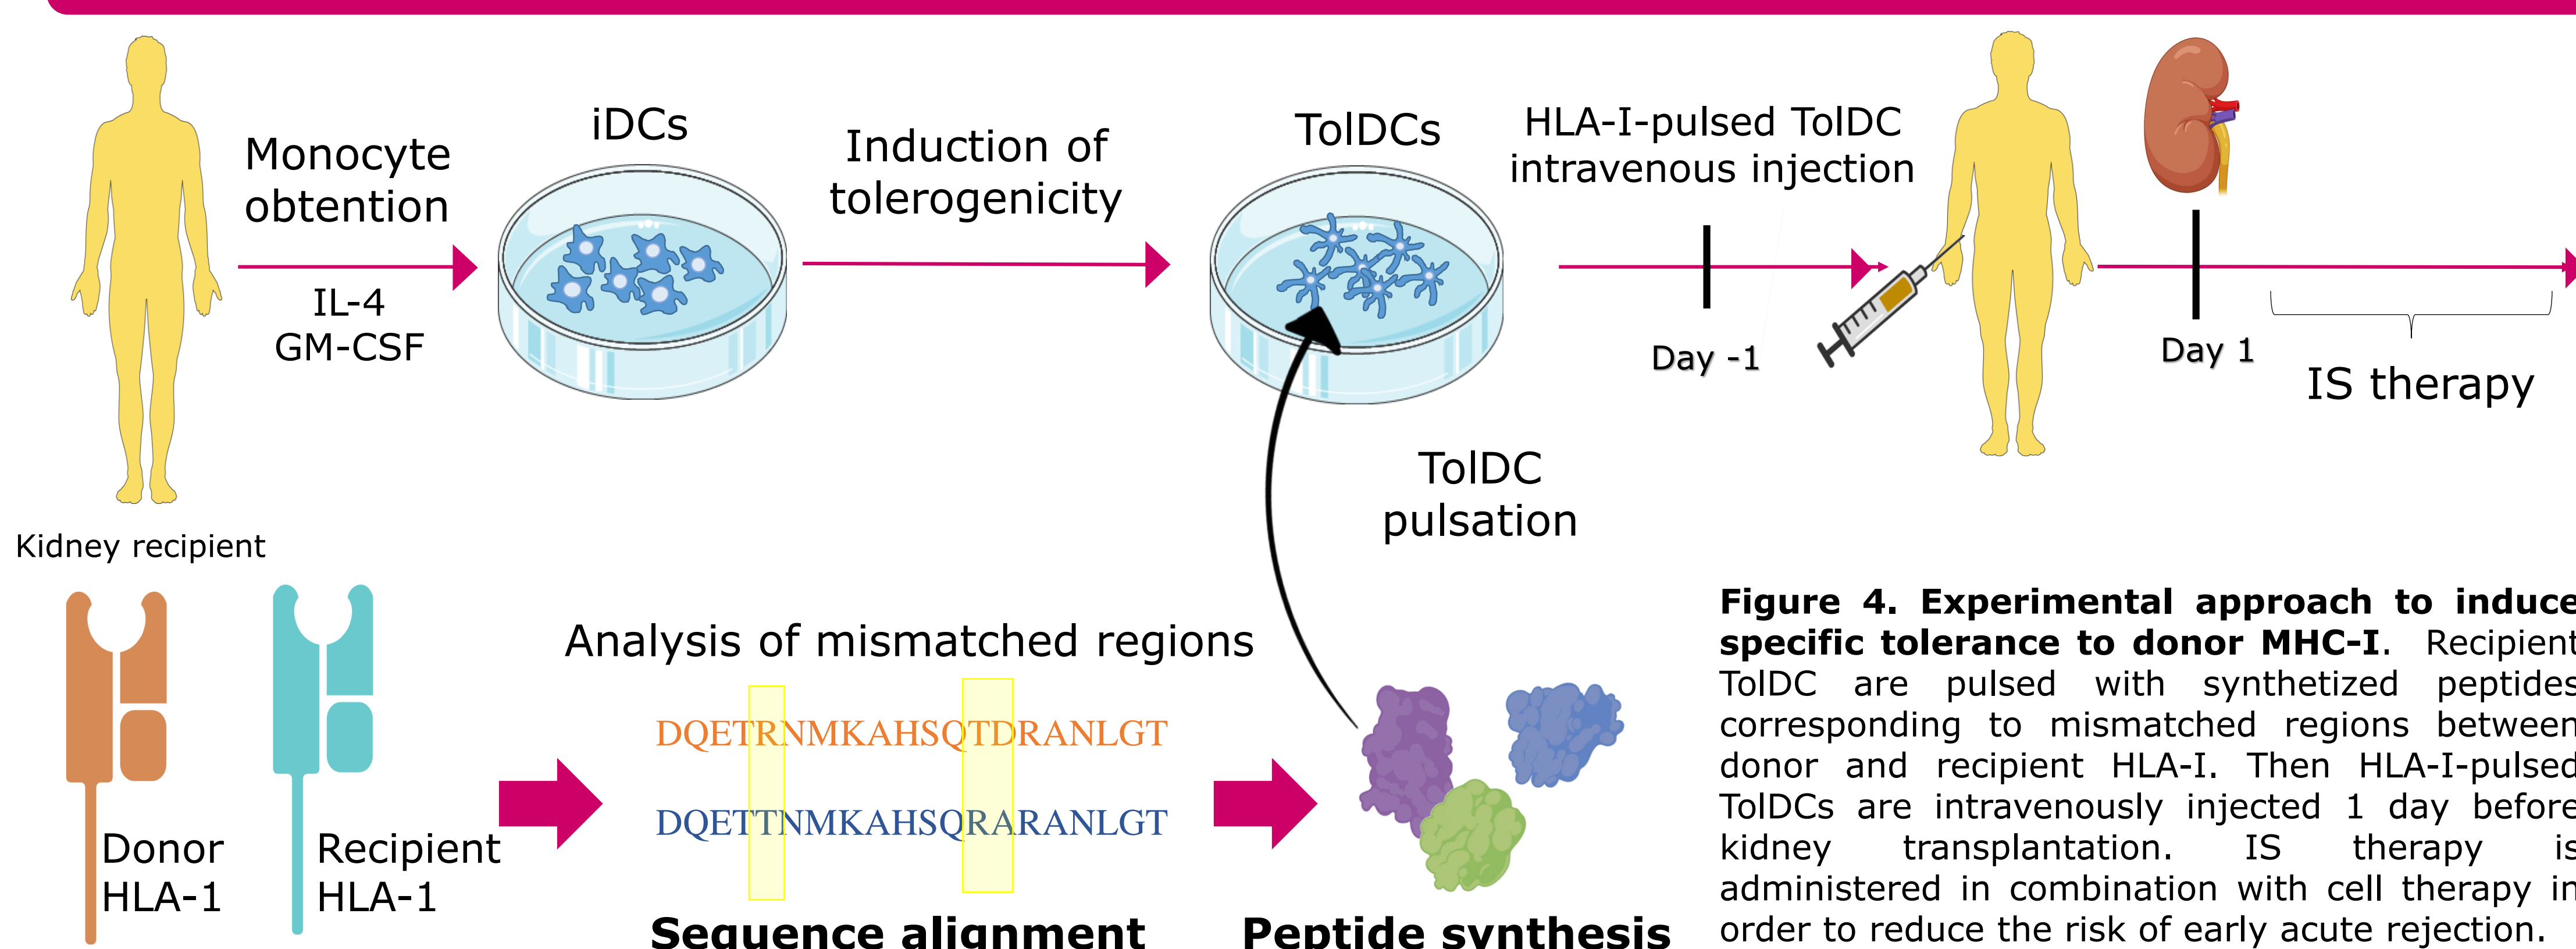 Monocyte
obtention
IL-4
GM-CSF
iDCs
Induction of
tolerogenicity
TolDCs
HLA-I-pulsed TolDC
intravenous injection
Day -1
Day 1
IS therapy
TolDC
pulsation
Kidney recipient
Donor
HLA-1
Recipient
HLA-1
Analysis of mismatched regions
DQETRNMKAHSQTDRANLGT
DQETTNMKAHSQRARANLGT
Sequence alignment
Peptide synthesis
Figure 4. Experimental approach to induce
specific tolerance to donor MHC-I. Recipient
TolDC are pulsed with synthetized peptides
corresponding to mismatched regions between
donor and recipient HLA-I. Then HLA-I-pulsed
TolDCs are intravenously injected 1 day before
kidney transplantation. IS therapy is
administered in combination with cell therapy in
order to reduce the risk of early acute rejection.